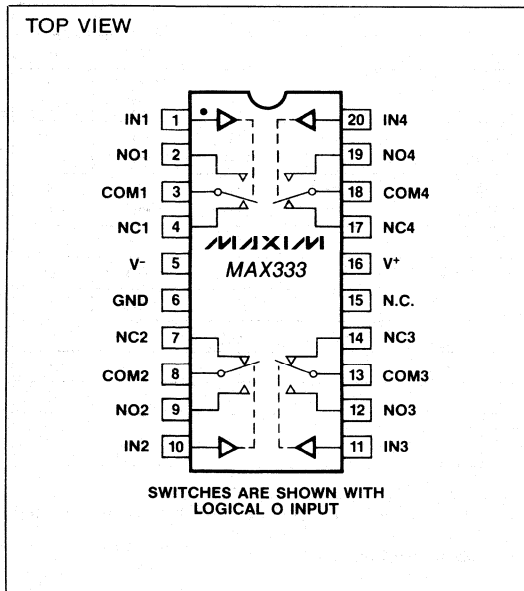 TOP VIEW
IN1 1 20 IN4
NO1 2 19 NO4
COM1 3 18 COM4
NC1 4 17 NC4
MAXIM
V- 5 MAX333 16 V+
GND 6 15 N.C.
NC2 7 14 NC3
COM2 8 13 COM3
NO2 9 12 NO3
IN2 10 11 IN3
SWITCHES ARE SHOWN WITH
LOGICAL O INPUT